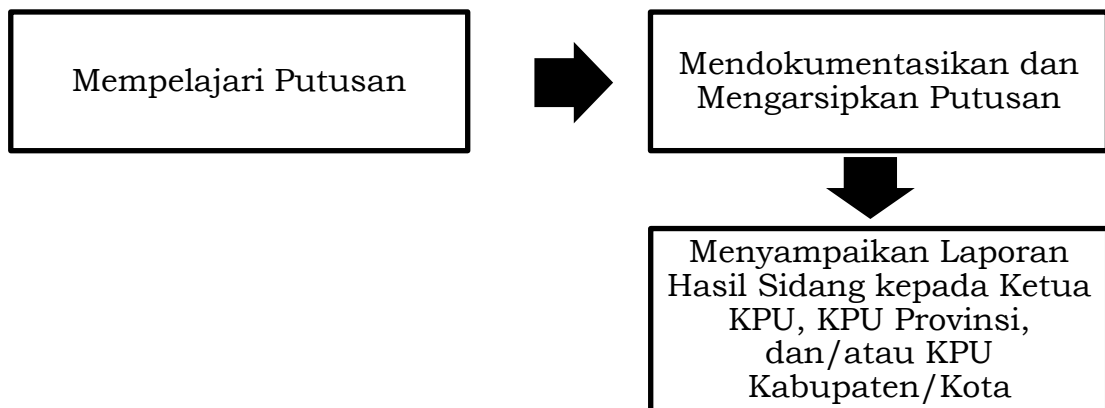 Mempelajari Putusan
Mendokumentasikan dan
Mengarsipkan Putusan
Menyampaikan Laporan
Hasil Sidang kepada Ketua
KPU, KPU Provinsi,
dan/atau KPU
Kabupaten/Kota